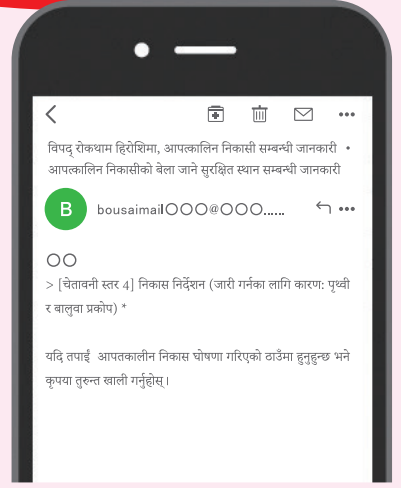 विपद् रोकथाम हिरोशिमा, आपत्कालिन निकासी सम्बन्धी जानकारी •
आपत्कालिन निकासीको बेला जाने सुरक्षित स्थान सम्बन्धी जानकारी
B bousaimail〇〇〇@〇〇〇......
〇〇
> [चेतावनी स्तर 4] निकास निर्देशन (जारी गर्नका लागि कारण: पृथ्वी
र बालुवा प्रकोप) *
यदि तपाईं आपतकालीन निकास घोषणा गरिएको ठाउँमा हुनुहुन्छ भने
कृपया तुरुन्त खाली गर्नुहोस्।